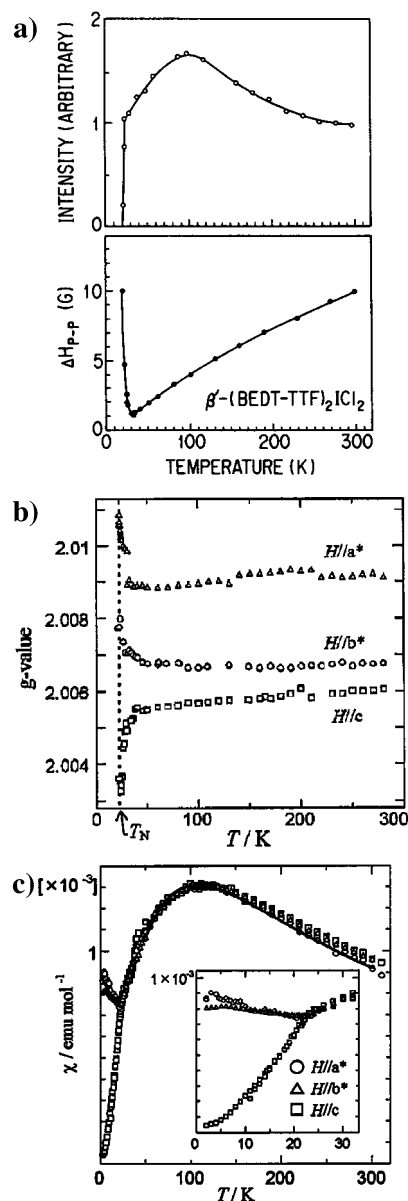 a)
INTENSITY (ARBITRARY)
2
1
0
ΔH_P-P (G)
10
5
0
β'-(BEDT-TTF)₂ICl₂
0 100 200 300
TEMPERATURE (K)
b)
g-value
2.01
2.008
2.006
2.004
H//a*
H//b*
H//c
0 100 200 300
T_N
T / K
c)
[×10⁻³]
χ / emu mol⁻¹
1
1×10⁻³
H//a*
H//b*
H//c
0 10 20 30
0 100 200 300
T / K